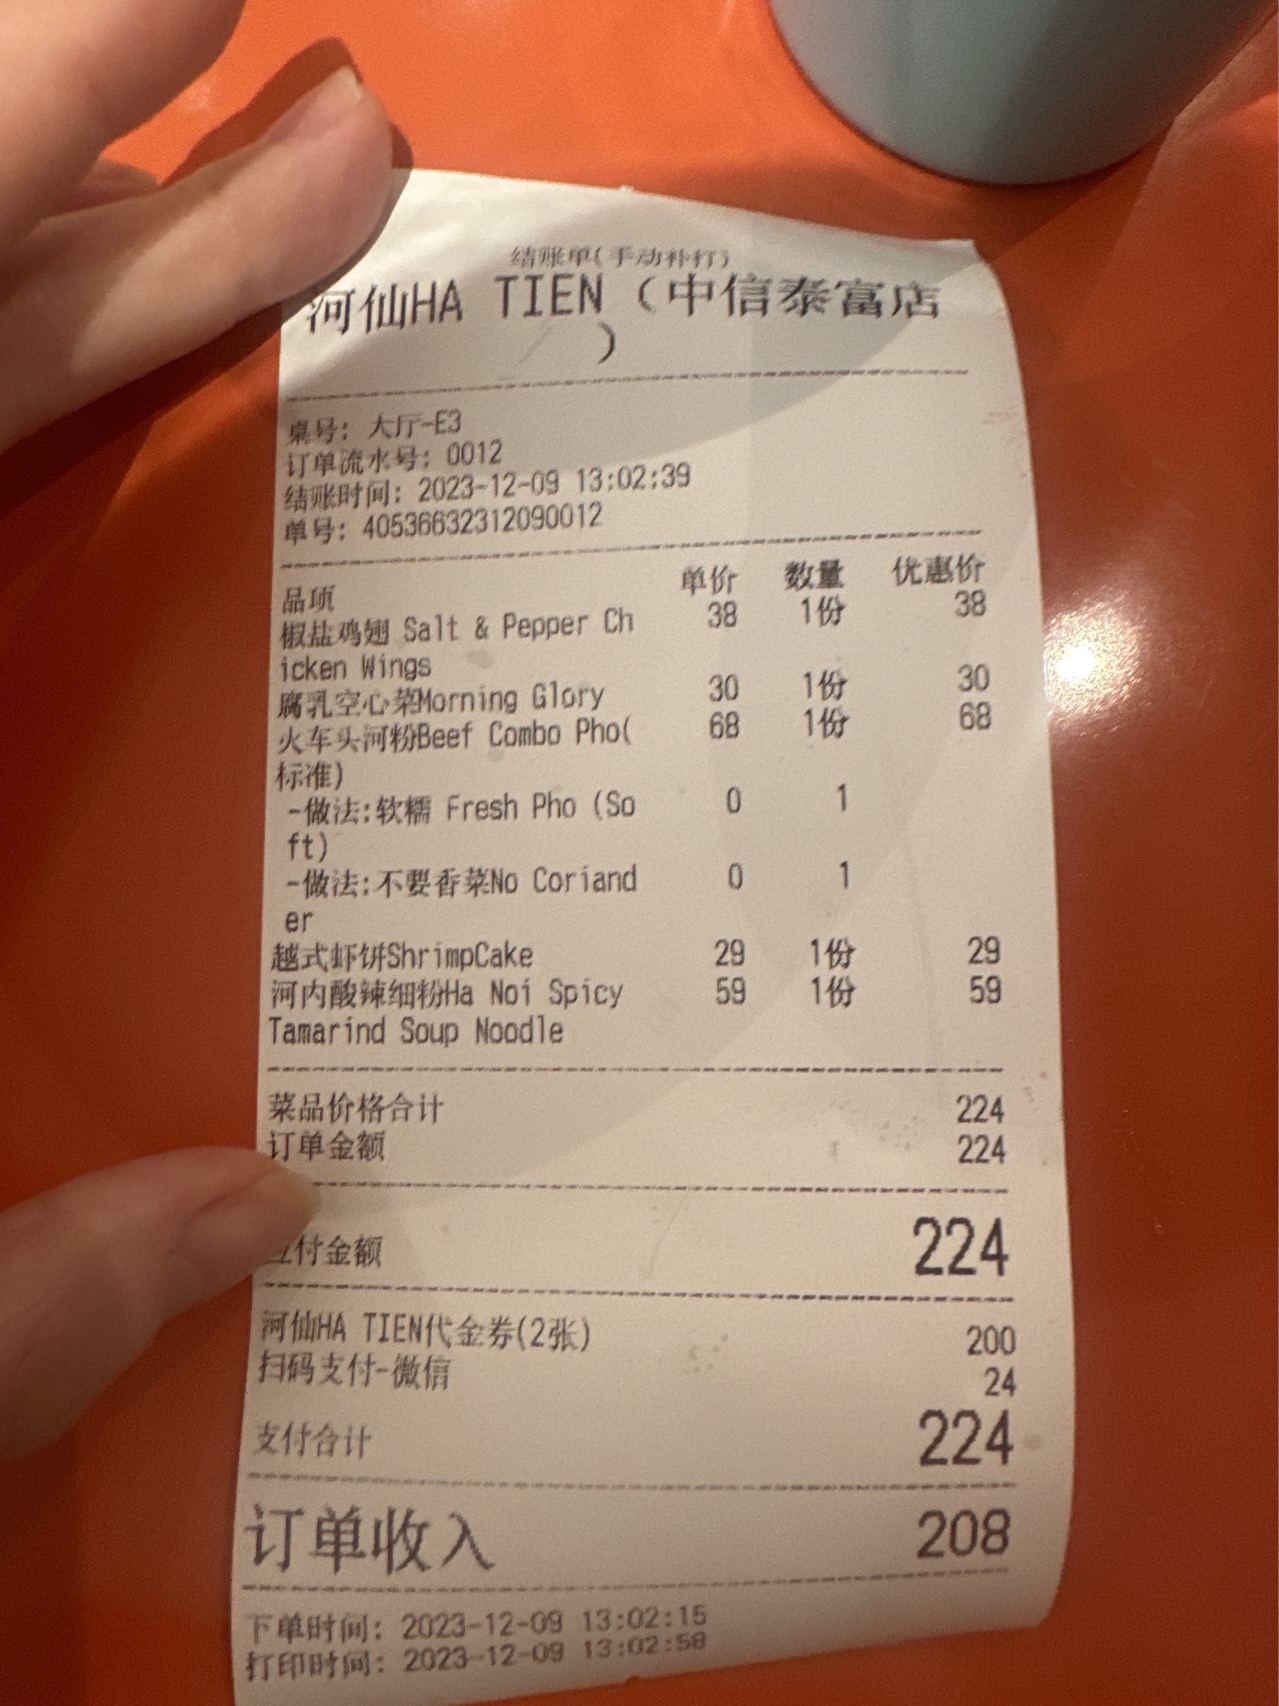 结账单(手动补打)
河仙HA TIEN（中信泰富店
）
桌号: 大厅-E3
订单流水号: 0012
结账时间: 2023-12-09 13:02:39
单号: 40536632312090012
品项 单价 数量 优惠价
椒盐鸡翅 Salt & Pepper Ch 38 1份 38
icken Wings
腐乳空心菜Morning Glory 30 1份 30
火车头河粉Beef Combo Pho( 68 1份 68
标准)
-做法:软糯 Fresh Pho (So 0 1
ft)
-做法:不要香菜No Coriand 0 1
er
越式虾饼ShrimpCake 29 1份 29
河内酸辣细粉Ha Noi Spicy 59 1份 59
Tamarind Soup Noodle
菜品价格合计 224
订单金额 224
应付金额 224
河仙HA TIEN代金券(2张) 200
扫码支付-微信 24
支付合计 224
订单收入 208
下单时间: 2023-12-09 13:02:15
打印时间: 2023-12-09 13:02:58